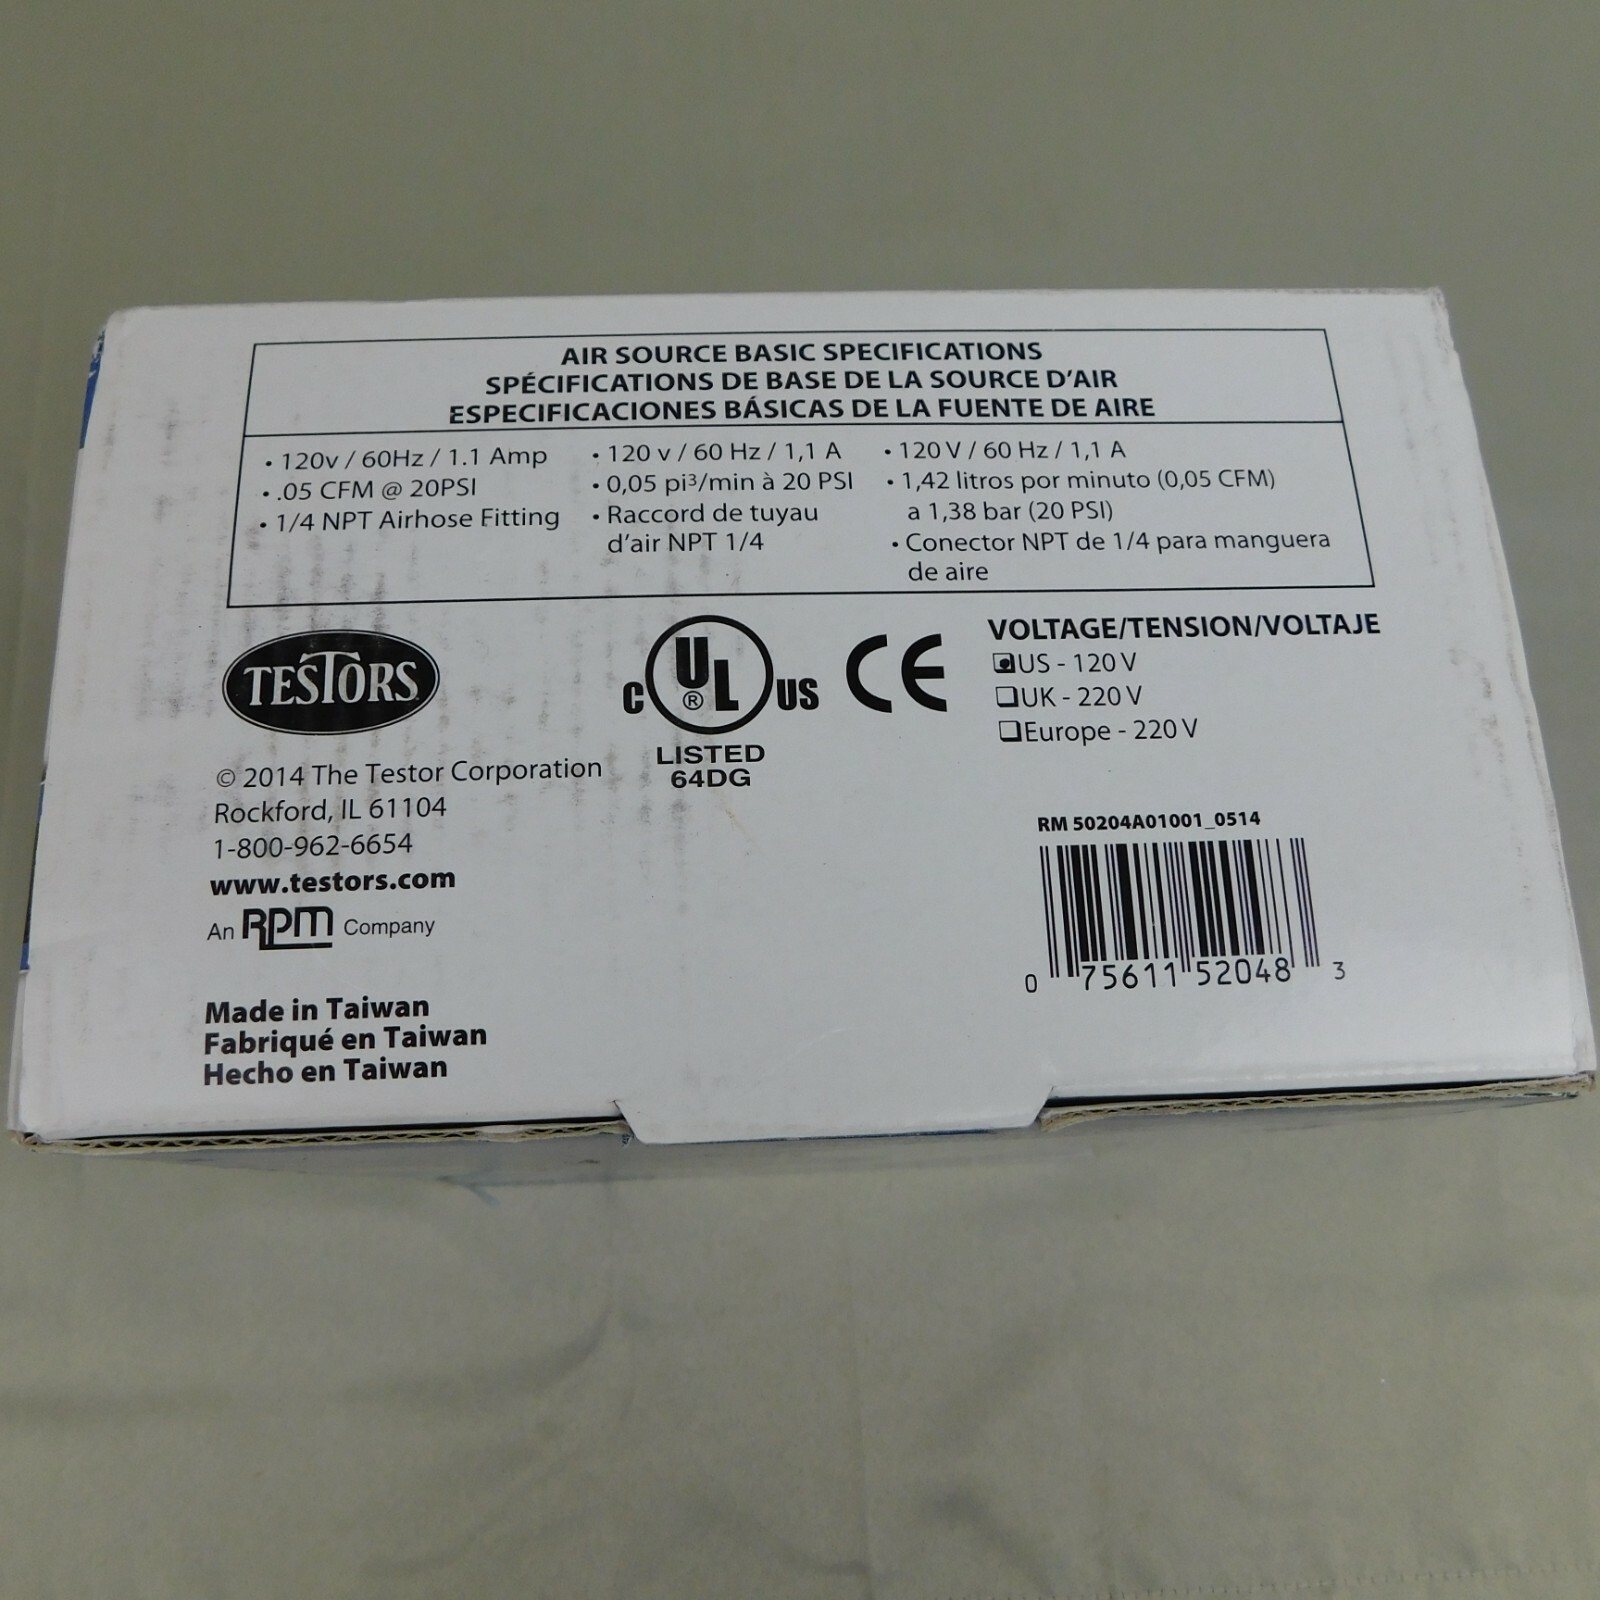 AIR SOURCE BASIC SPECIFICATIONS
SPÉCIFICATIONS DE BASE DE LA SOURCE D'AIR
ESPECIFICACIONES BÁSICAS DE LA FUENTE DE AIRE
• 120v / 60Hz / 1.1 Amp
• .05 CFM @ 20PSI
• 1/4 NPT Airhose Fitting
• 120 v / 60 Hz / 1,1 A
• 0,05 pi³/min à 20 PSI
• Raccord de tuyau
d'air NPT 1/4
• 120 V / 60 Hz / 1,1 A
• 1,42 litros por minuto (0,05 CFM)
a 1,38 bar (20 PSI)
• Conector NPT de 1/4 para manguera
de aire
TESTORS
© 2014 The Testor Corporation
Rockford, IL 61104
1-800-962-6654
www.testors.com
An RPM Company
Made in Taiwan
Fabriqué en Taiwan
Hecho en Taiwan
C UL ® US
LISTED
64DG
CE
VOLTAGE/TENSION/VOLTAJE
US - 120 V
UK - 220 V
Europe - 220 V
RM 50204A01001_0514
0 75611 52048 3